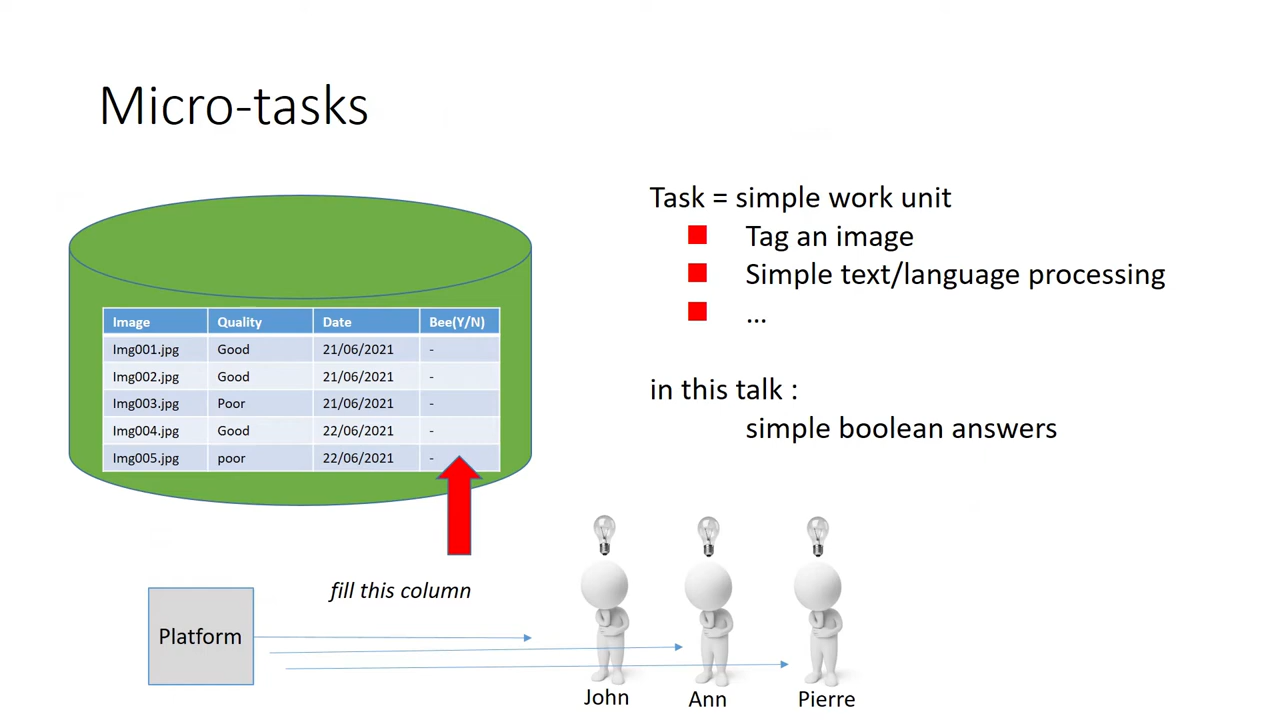 Micro-tasks
Task = simple work unit
Tag an image
Simple text/language processing
...
in this talk :
simple boolean answers
Image Quality Date Bee(Y/N)
Img001.jpg Good 21/06/2021 -
Img002.jpg Good 21/06/2021 -
Img003.jpg Poor 21/06/2021 -
Img004.jpg Good 22/06/2021 -
Img005.jpg poor 22/06/2021 -
fill this column
Platform
John Ann Pierre